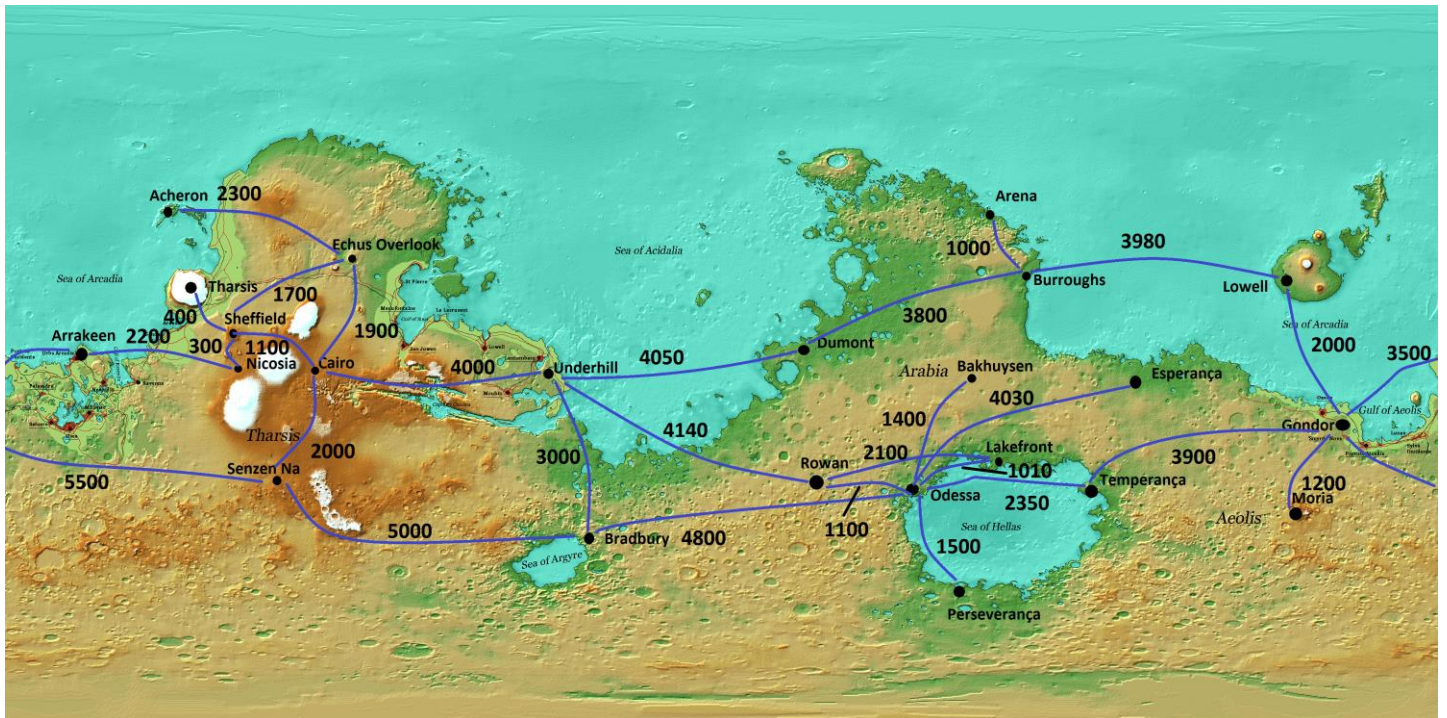 Acheron
2300
Arena
Echus Overlook
Sea of Acidalia
1000
3980
Sea of Arcadia
Burroughs
Tharsis
1700
Lowell
400
Sheffield
3800
Sea of Arcadia
Arrakeen
2200
300
1100
1900
Dumont
2000
3500
Nicosia
Cairo
4000
Underhill
4050
Arabia
Bakhuysen
Esperança
1400
4030
Gulf of Aeolis
Tharsis
4140
Gondor
2000
3000
2100
Lakefront
3900
Senzen Na
Rowan
1010
5500
Odessa
2350
Temperança
1200
Moria
5000
Bradbury
4800
1100
Sea of Hellas
Aeolis
Sea of Argyre
1500
Perseverança